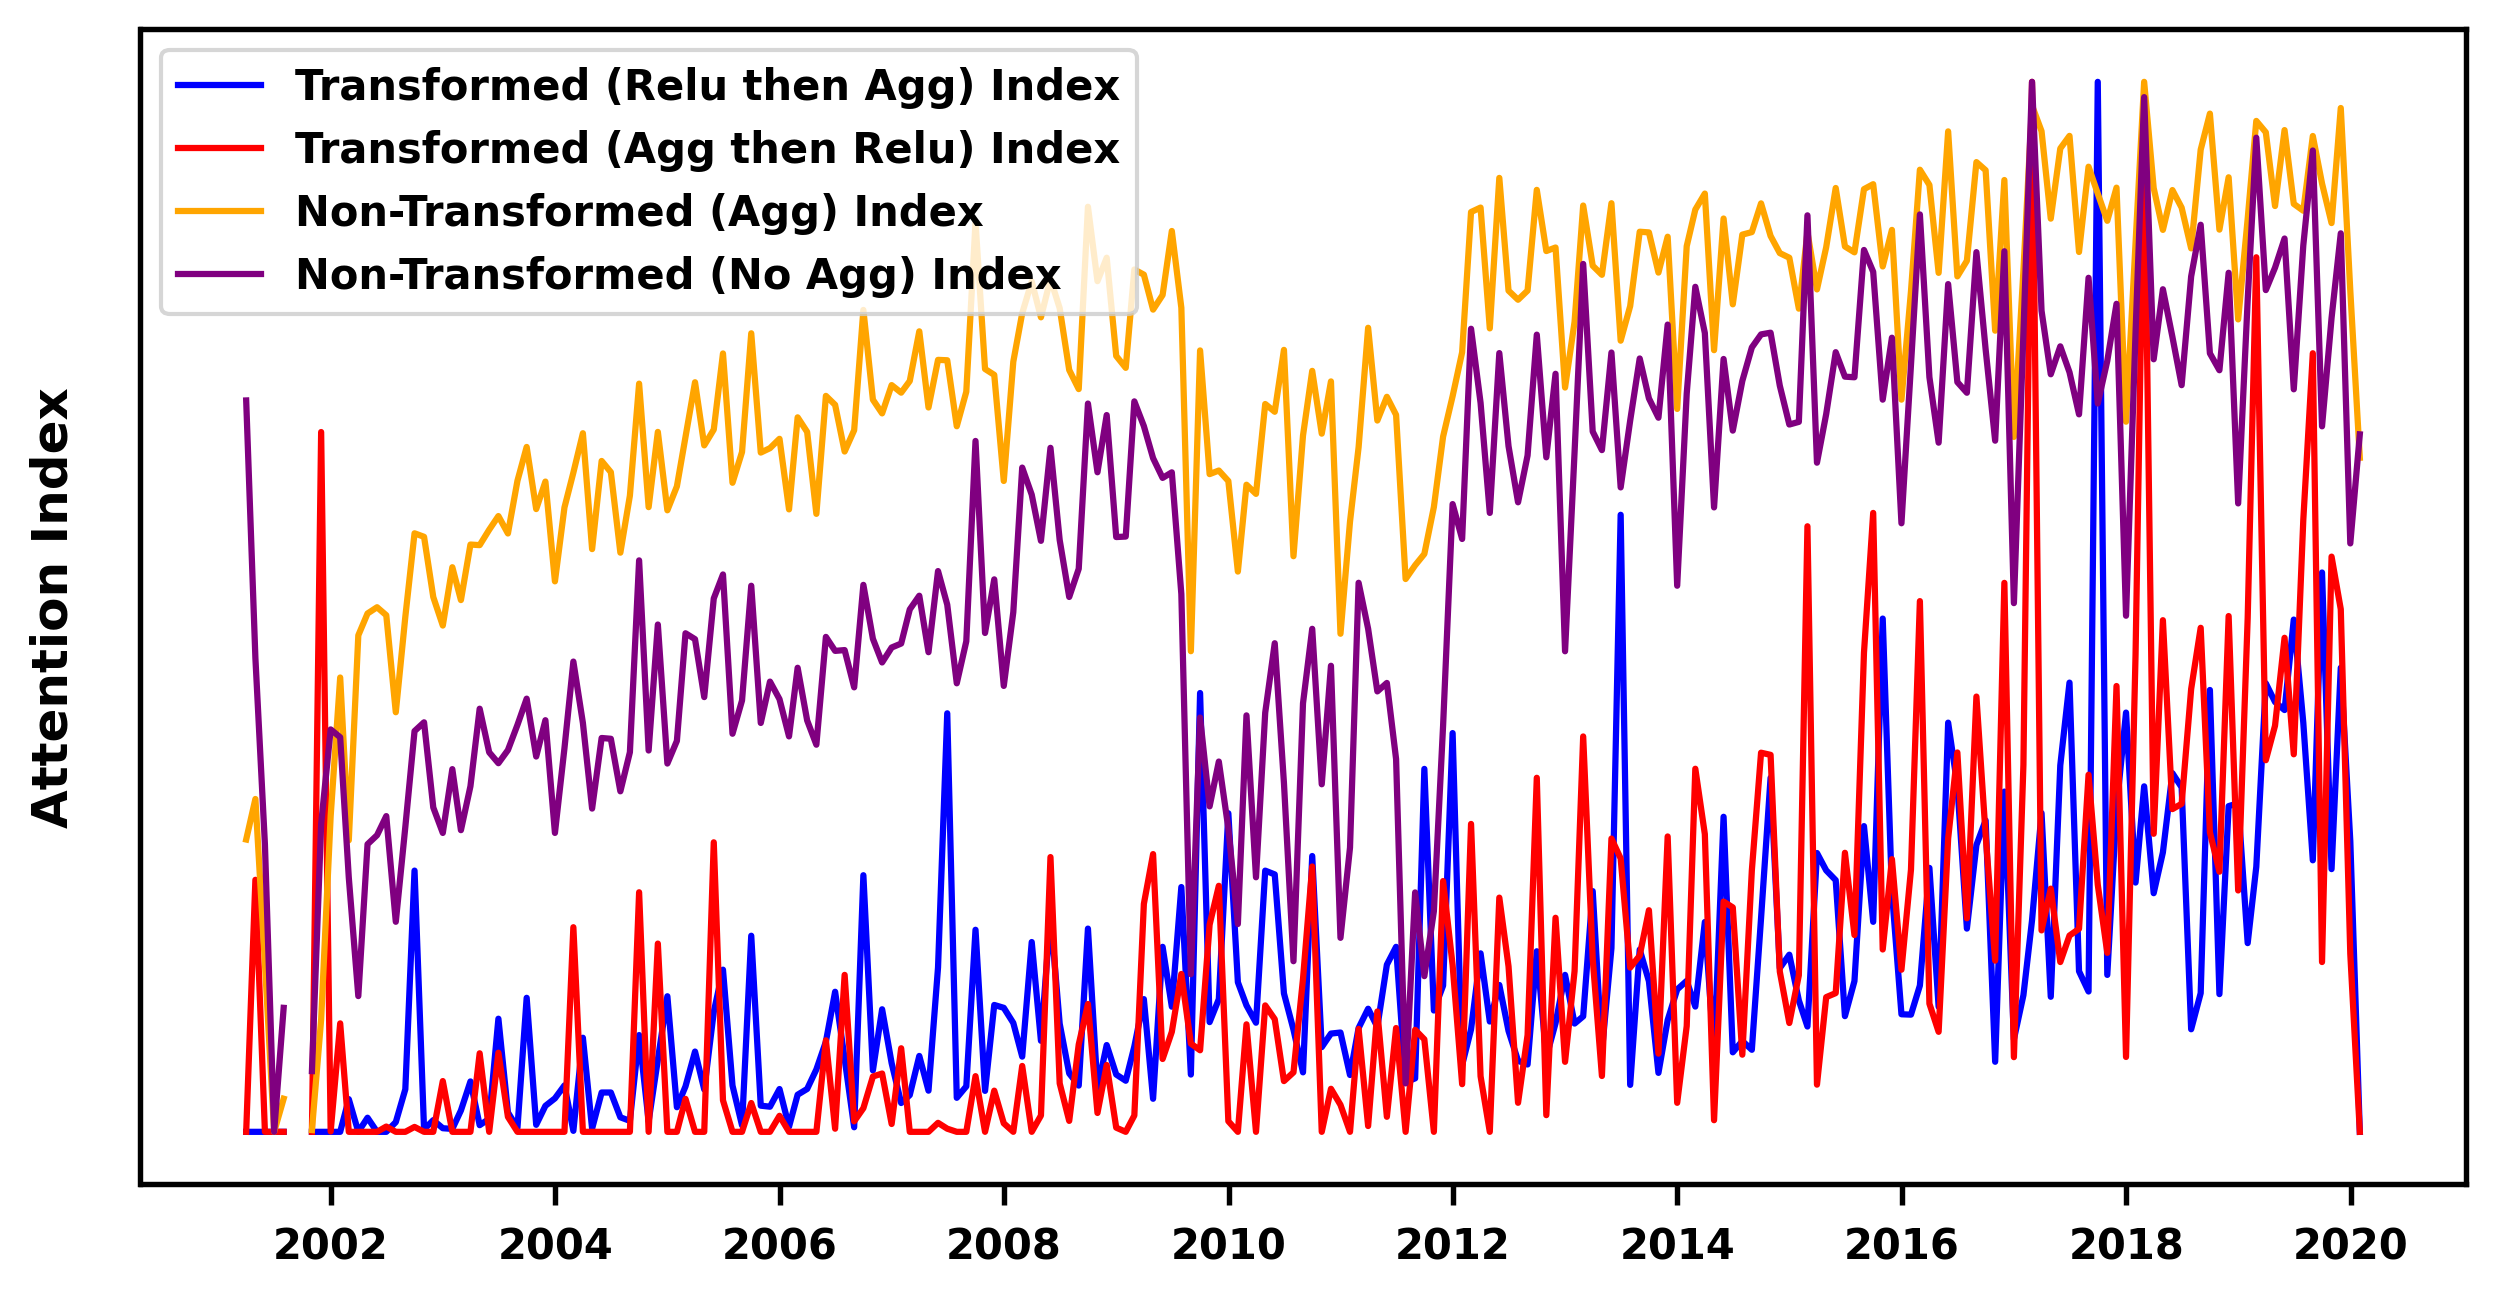 Transformed (Relu then Agg) Index
Transformed (Agg then Relu) Index
Non-Transformed (Agg) Index
Non-Transformed (No Agg) Index
Attention Index
2002 2004 2006 2008 2010 2012 2014 2016 2018 2020